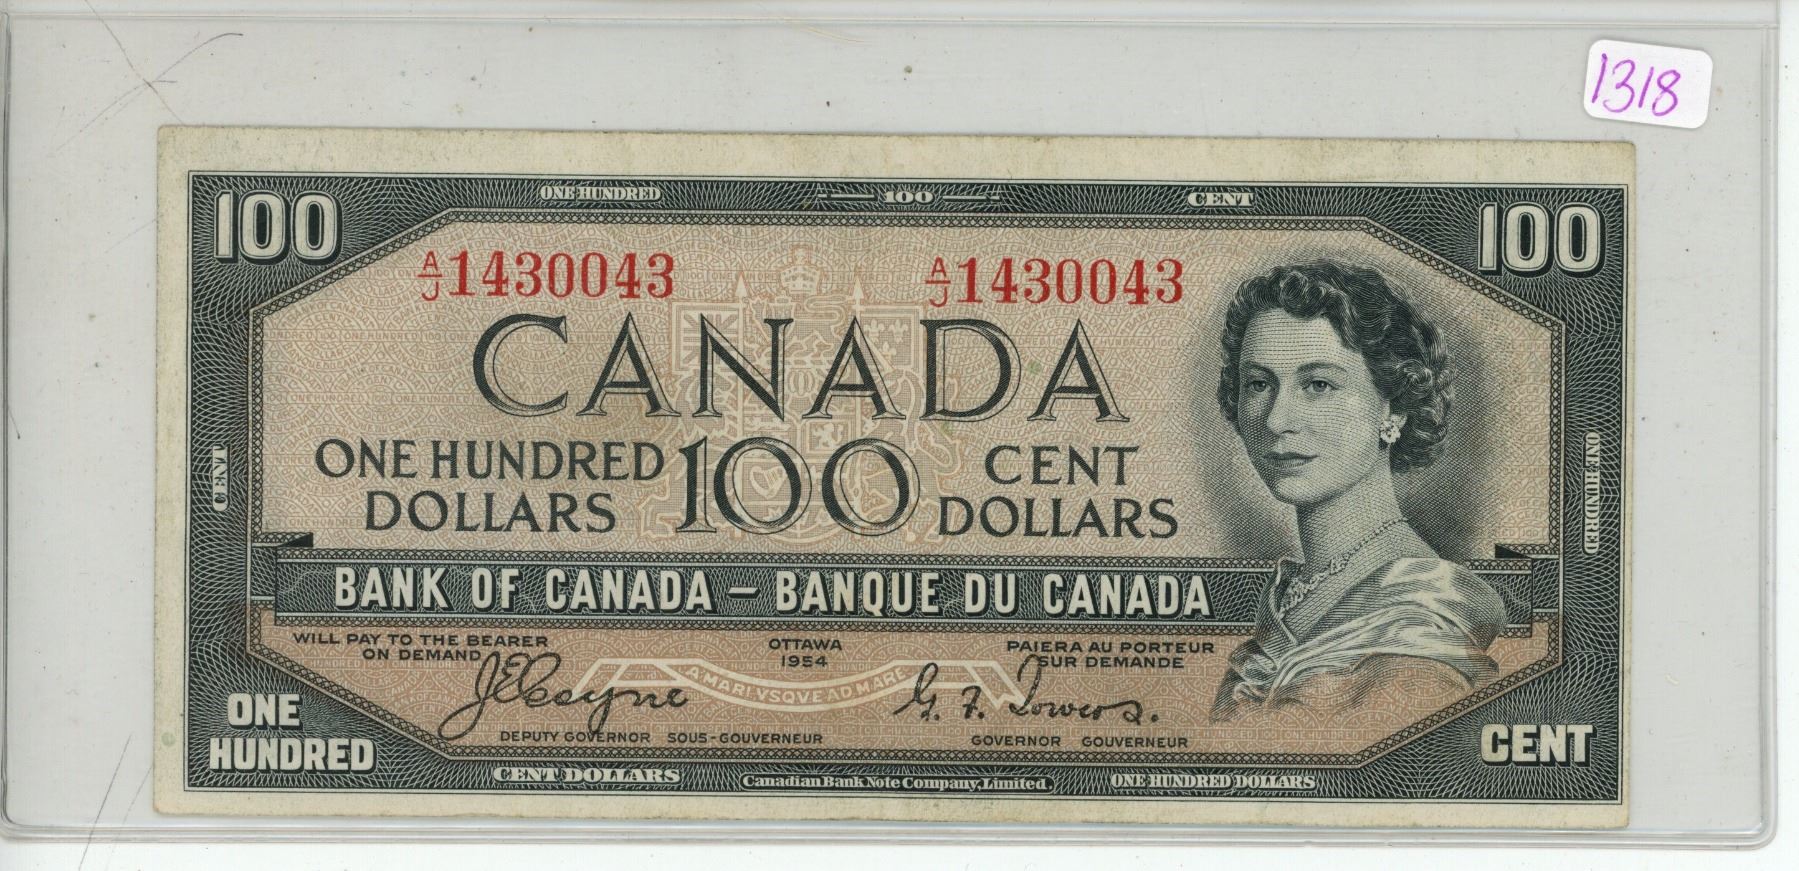 1318
100 ONE HUNDRED 100 CENT 100
A/J 1430043 A/J 1430043
CANADA
ONE HUNDRED DOLLARS 100 CENT DOLLARS
CENT
ONE HUNDRED
BANK OF CANADA – BANQUE DU CANADA
WILL PAY TO THE BEARER
ON DEMAND
OTTAWA
1954
PAIERA AU PORTEUR
SUR DEMANDE
A MARI VSQVE AD MARE
J E Coyne
G. F. Towers.
DEPUTY GOVERNOR SOUS-GOUVERNEUR
GOVERNOR GOUVERNEUR
ONE
HUNDRED
CENT
CENT DOLLARS Canadian Bank Note Company, Limited. ONE HUNDRED DOLLARS